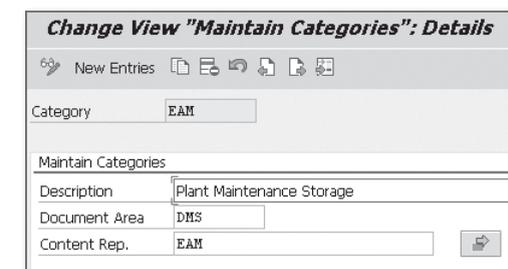 Change View "Maintain Categories": Details
New Entries
Category EAM
Maintain Categories
Description Plant Maintenance Storage
Document Area DMS
Content Rep. EAM